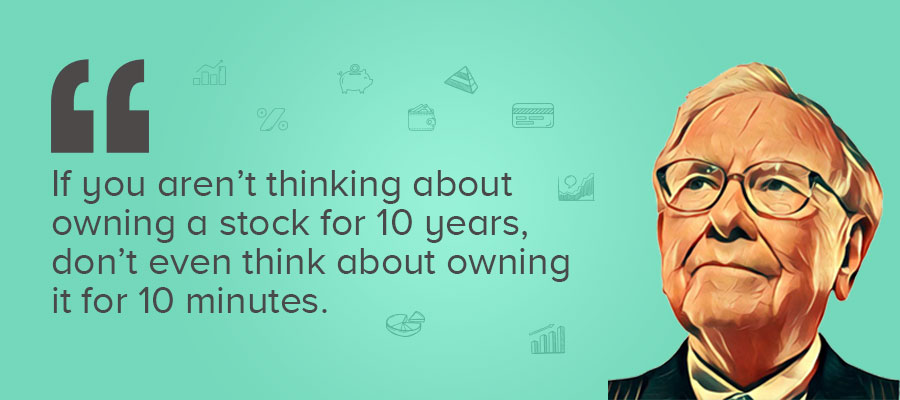 If you aren’t thinking about
owning a stock for 10 years,
don’t even think about owning
it for 10 minutes.